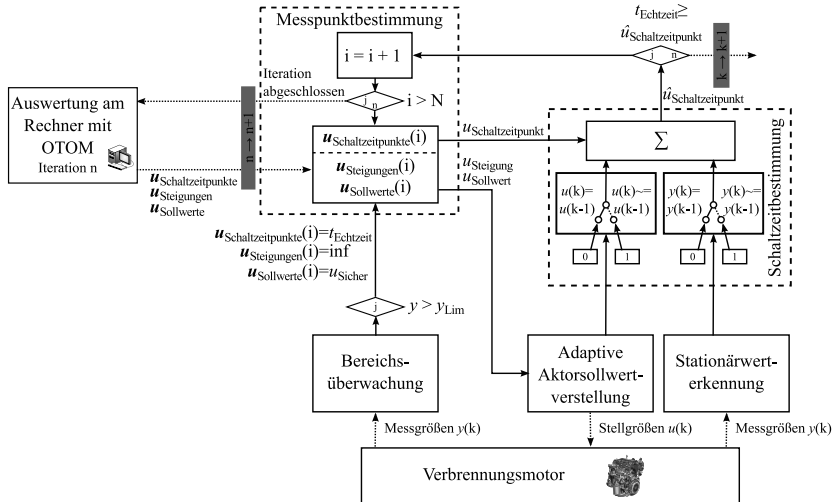 Messpunktbestimmung
t_Echtzeit ≥
û_Schaltzeitpunkt
i = i + 1
j n
k → k+1
Iteration
abgeschlossen
j n
i > N
û_Schaltzeitpunkt
Auswertung am
Rechner mit
OTOM
Iteration n
n → n+1
u_Schaltzeitpunkte(i)
u_Steigungen(i)
u_Sollwerte(i)
u_Schaltzeitpunkt
u_Steigung
u_Sollwert
Σ
u_Schaltzeitpunkte
u_Steigungen
u_Sollwerte
u(k)= u(k)~=
u(k-1) u(k-1)
0 1
y(k)= y(k)~=
y(k-1) y(k-1)
0 1
Schaltzeitbestimmung
u_Schaltzeitpunkte(i)=t_Echtzeit
u_Steigungen(i)=inf
u_Sollwerte(i)=u_Sicher
j
y > y_Lim
Bereichs-
überwachung
Adaptive
Aktorsollwert-
verstellung
Stationärwert-
erkennung
Messgrößen y(k)
Stellgrößen u(k)
Messgrößen y(k)
Verbrennungsmotor